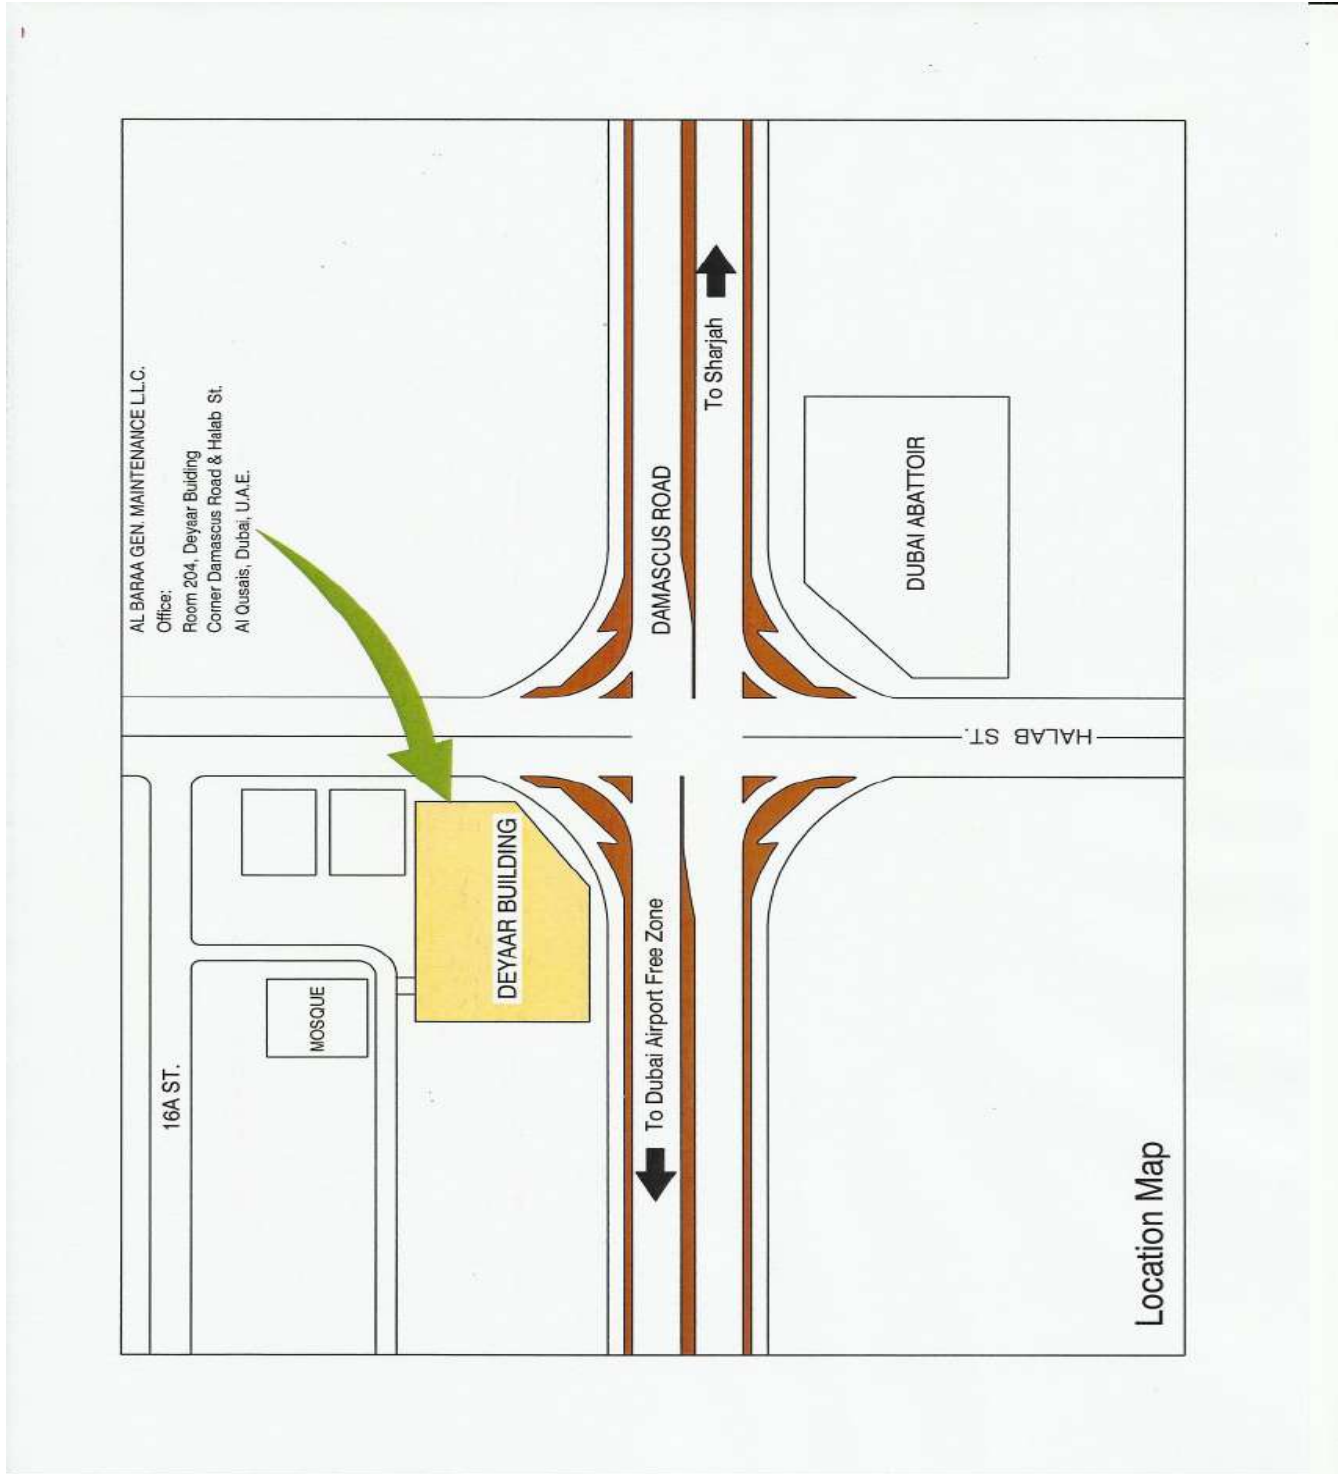 AL BARAA GEN. MAINTENANCE L.L.C.
Office:
Room 204, Deyaar Buiding
Corner Damascus Road & Halab St.
Al Qusais, Dubai, U.A.E.
16A ST.
MOSQUE
DEYAAR BUILDING
To Dubai Airport Free Zone
DAMASCUS ROAD
To Sharjah
DUBAI ABATTOIR
HALAB ST.
Location Map